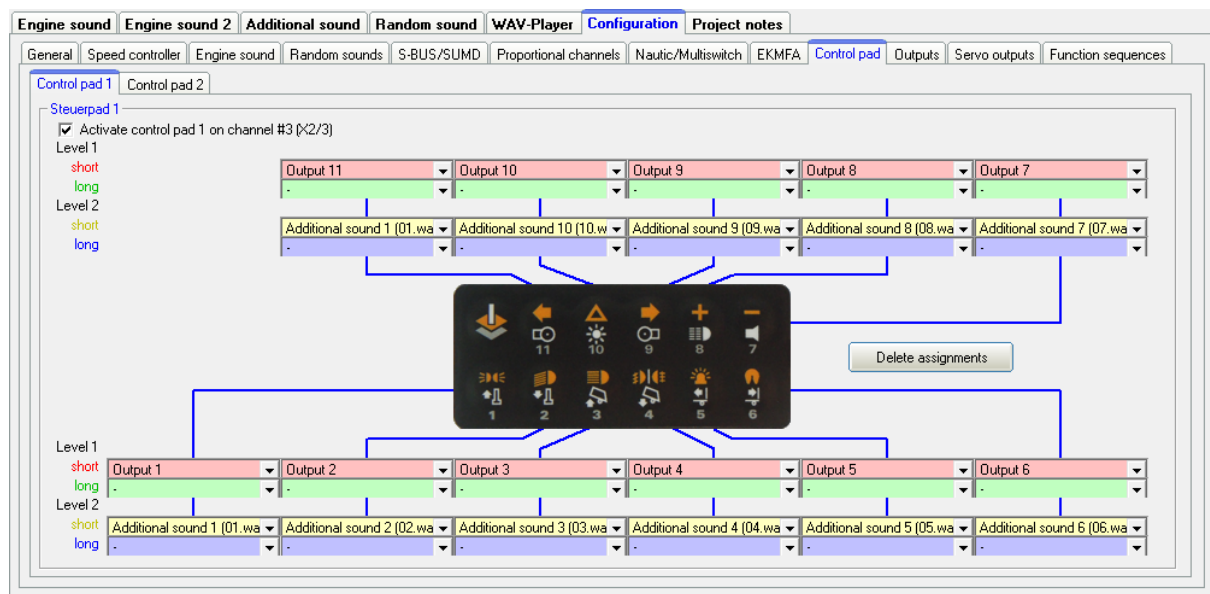 Engine sound Engine sound 2 Additional sound Random sound WAV-Player Configuration Project notes
General Speed controller Engine sound Random sounds S-BUS/SUMD Proportional channels Nautic/Multiswitch EKMFA Control pad Outputs Servo outputs Function sequences
Control pad 1 Control pad 2
Steuerpad 1
Activate control pad 1 on channel #3 (X2/3)
Level 1
short Output 11 Output 10 Output 9 Output 8 Output 7
long - - - - -
Level 2
short Additional sound 1 (01.wa Additional sound 10 (10.w Additional sound 9 (09.wa Additional sound 8 (08.wa Additional sound 7 (07.wa
long - - - - -
11 10 9 8 7
Delete assignments
1 2 3 4 5 6
Level 1
short Output 1 Output 2 Output 3 Output 4 Output 5 Output 6
long - - - - - -
Level 2
short Additional sound 1 (01.wa Additional sound 2 (02.wa Additional sound 3 (03.wa Additional sound 4 (04.wa Additional sound 5 (05.wa Additional sound 6 (06.wa
long - - - - - -